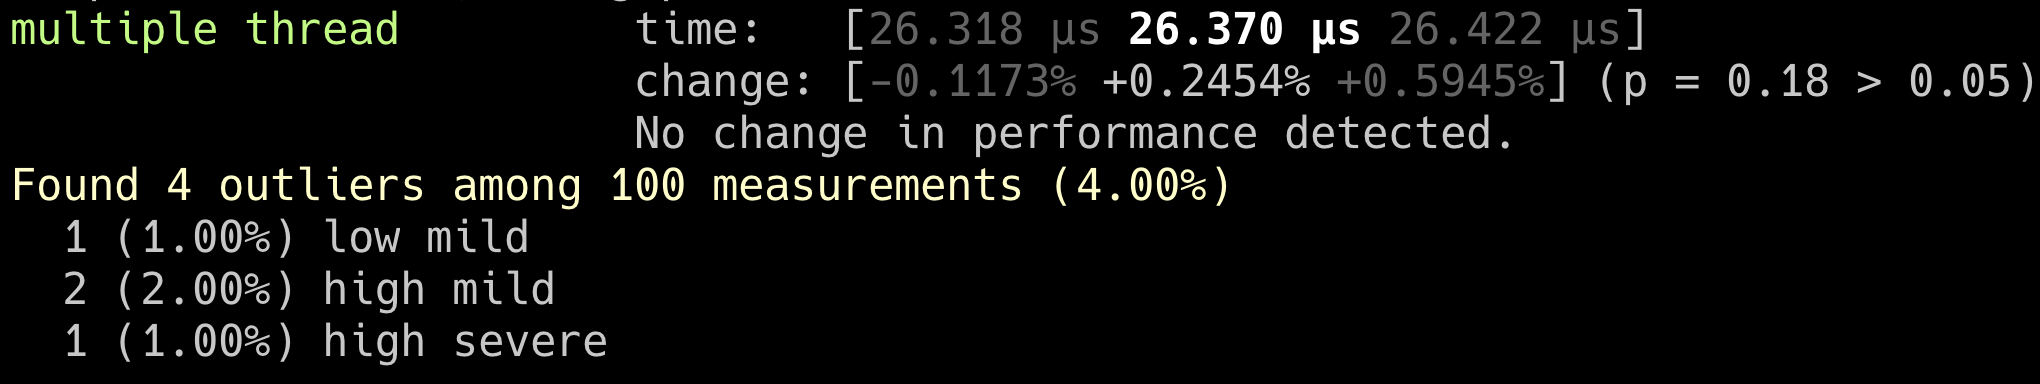 multiple thread time: [26.318 µs 26.370 µs 26.422 µs]
change: [-0.1173% +0.2454% +0.5945%] (p = 0.18 > 0.05)
No change in performance detected.
Found 4 outliers among 100 measurements (4.00%)
1 (1.00%) low mild
2 (2.00%) high mild
1 (1.00%) high severe